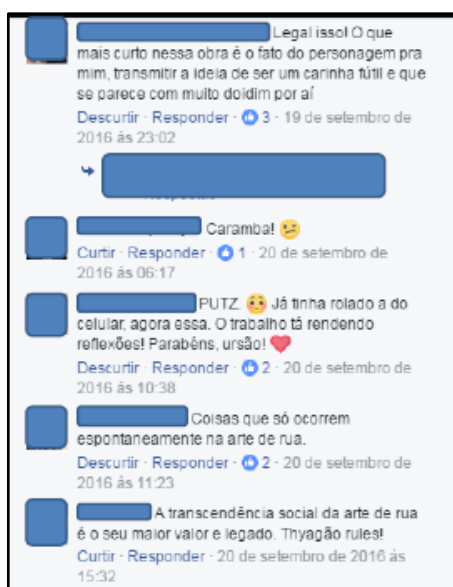 Legal isso! O que
mais curto nessa obra é o fato do personagem pra
mim, transmitir a ideia de ser um carinha fútil e que
se parece com muito doidim por aí
Descurtir · Responder · 3 · 19 de setembro de
2016 às 23:02
Caramba!
Curtir · Responder · 1 · 20 de setembro de
2016 às 06:17
PUTZ. Já tinha rolado a do
celular, agora essa. O trabalho tá rendendo
reflexões! Parabéns, ursão!
Descurtir · Responder · 2 · 20 de setembro de
2016 às 10:38
Coisas que só ocorrem
espontaneamente na arte de rua.
Descurtir · Responder · 2 · 20 de setembro de
2016 às 11:23
A transcendência social da arte de rua
é o seu maior valor e legado. Thyagão rules!
Curtir · Responder · 20 de setembro de 2016 às
15:32